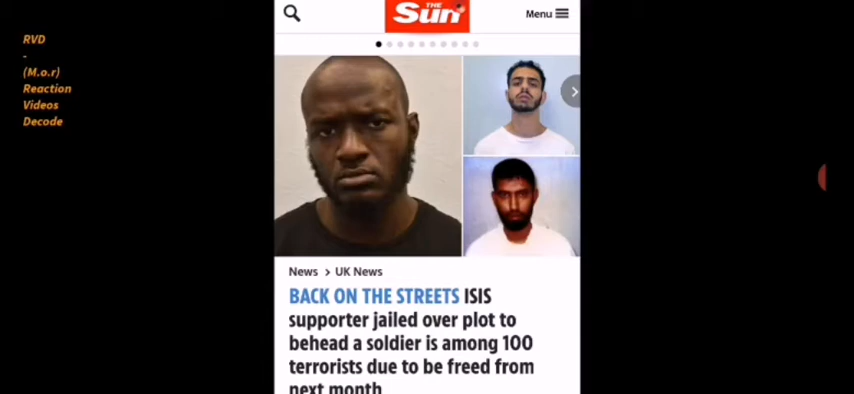 RVD
-
(M.o.r)
Reaction
Videos
Decode
THE
Sun
Menu
News > UK News
BACK ON THE STREETS ISIS
supporter jailed over plot to
behead a soldier is among 100
terrorists due to be freed from
next month